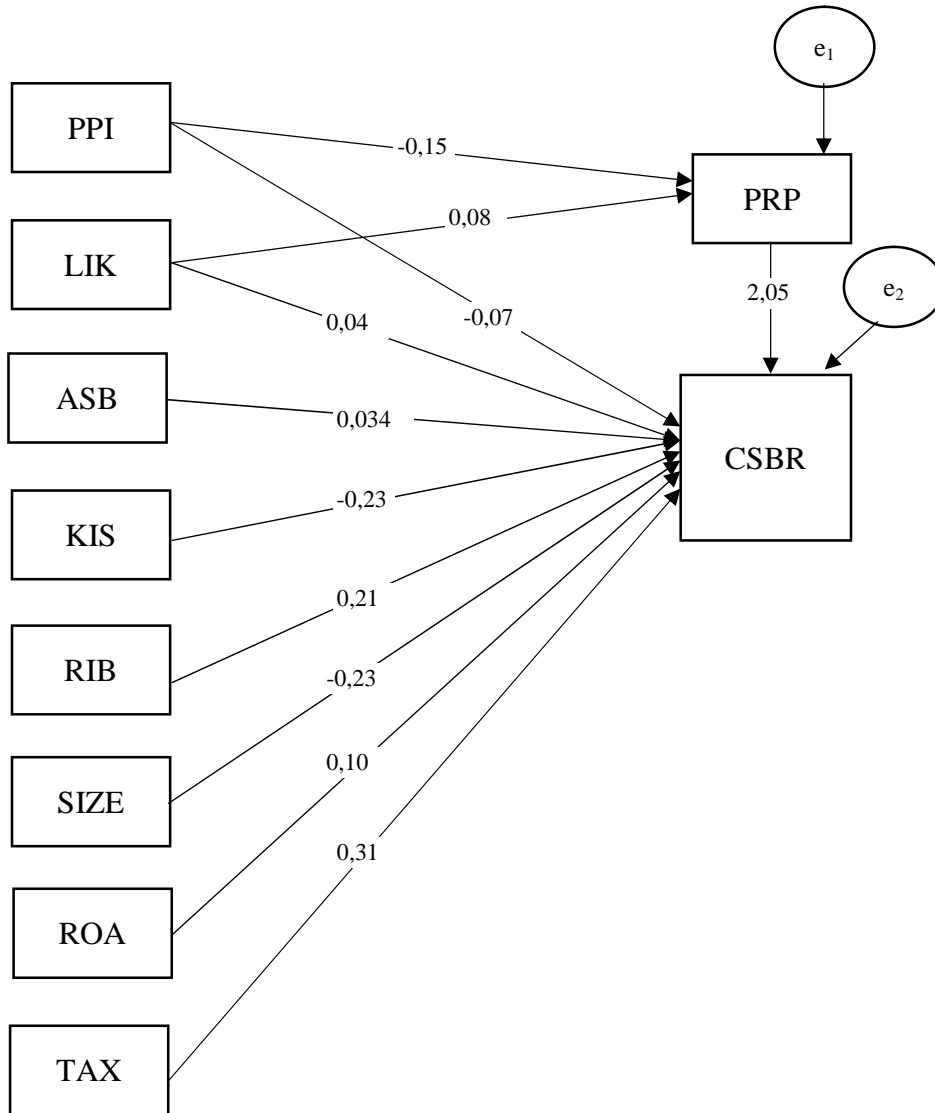 e₁
PPI
-0,15
PRP
0,08
LIK
2,05
e₂
0,04
-0,07
ASB
0,034
CSBR
KIS
-0,23
0,21
RIB
-0,23
SIZE
0,10
0,31
ROA
TAX